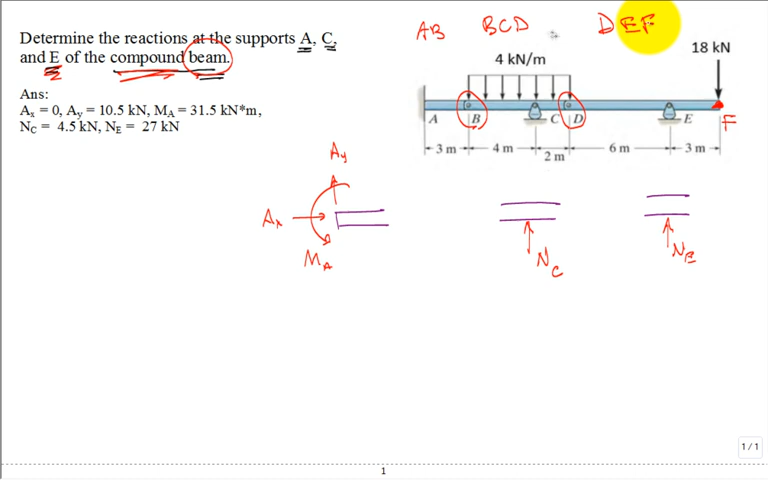 Determine the reactions at the supports A, C,
and E of the compound beam.
Ans:
Ax = 0, Ay = 10.5 kN, MA = 31.5 kN*m,
NC = 4.5 kN, NE = 27 kN
AB BCD DEF
18 kN
4 kN/m
A B C D E F
3 m 4 m 2 m 6 m 3 m
Ay
Ax
MA
NC
NE
1 / 1
1